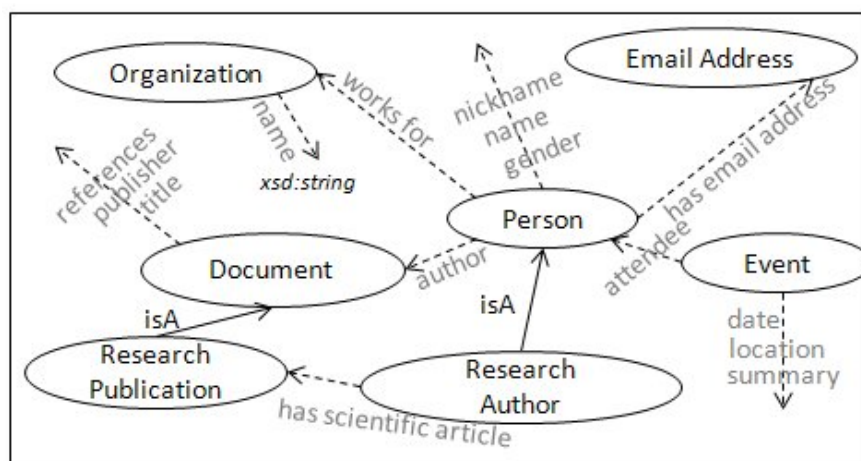 Organization
Email Address
works for
nickname
name
gender
has email address
name
xsd:string
references
publisher
title
Person
Document
author
attendee
Event
isA
isA
date
location
summary
Research
Publication
Research
Author
has scientific article